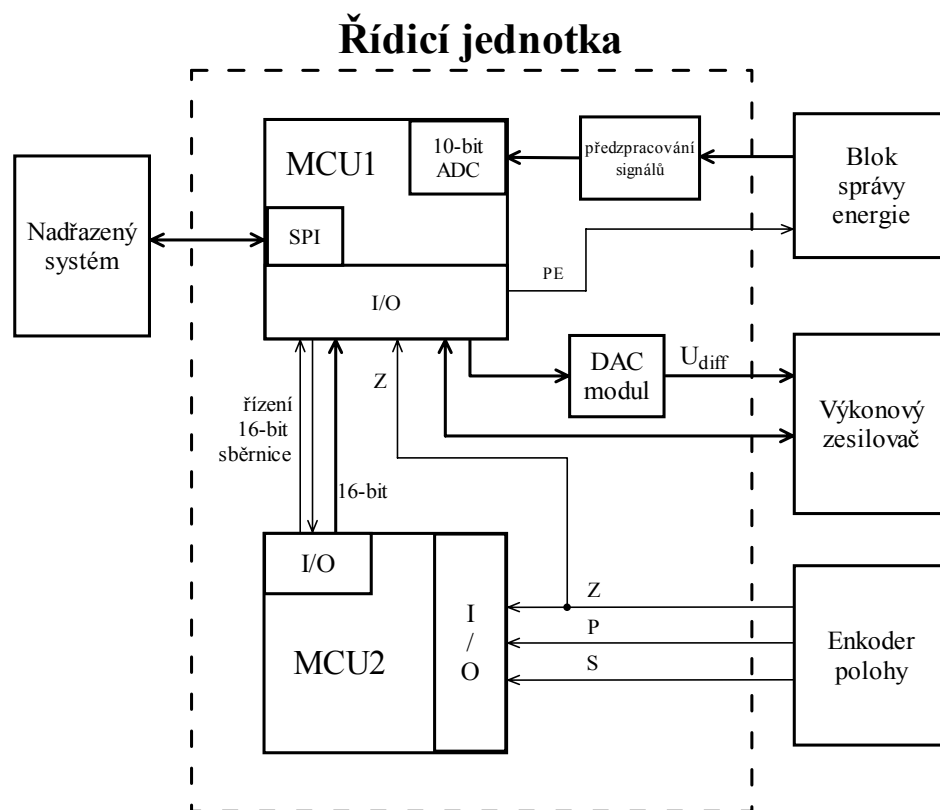 Řídicí jednotka
MCU1
10-bit
ADC
předzpracování
signálů
Blok
správy
energie
Nadřazený
systém
SPI
PE
I/O
Z
DAC
modul
U_diff
Výkonový
zesilovač
řízení
16-bit
sběrnice
16-bit
I/O
MCU2
I
/
O
Z
P
S
Enkoder
polohy